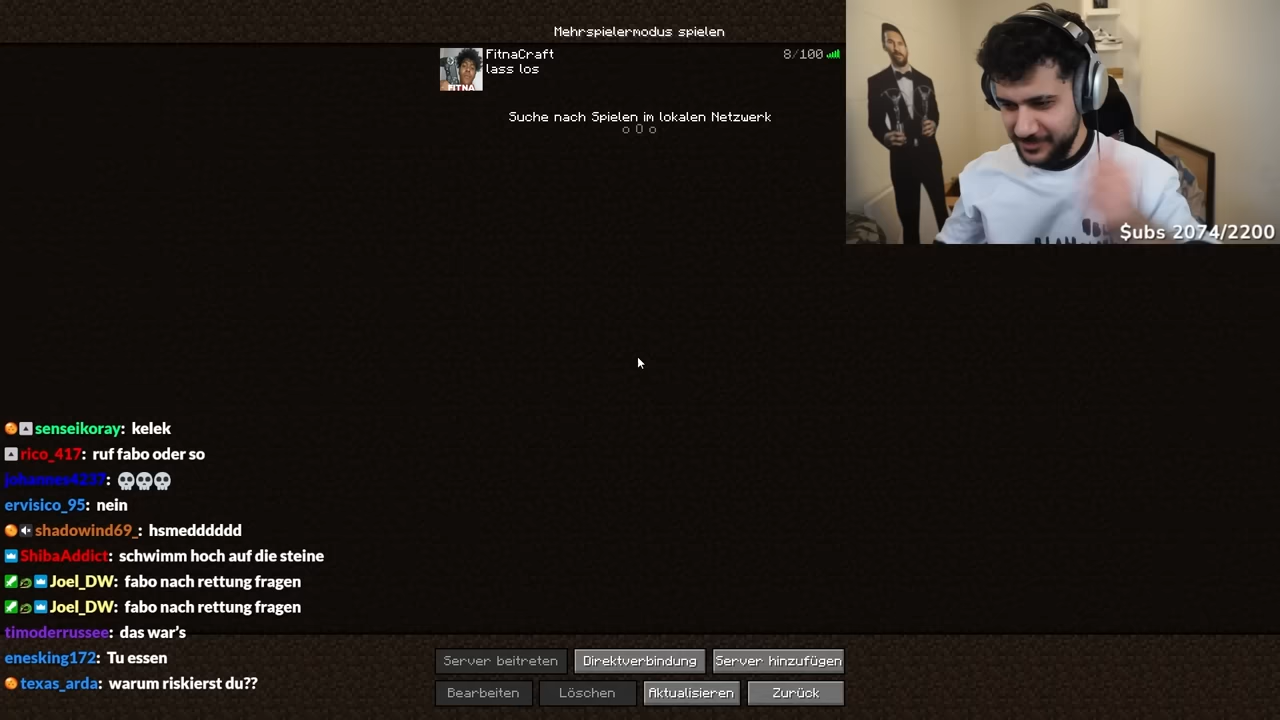 Mehrspielermodus spielen
FitnaCraft
8/100
lass los
FITNA
Suche nach Spielen im lokalen Netzwerk
$ubs 2074/2200
senseikoray: kelek
rico_417: ruf fabo oder so
johannes4237:
ervisico_95: nein
shadowind69_: hsmedddddd
ShibaAddict: schwimm hoch auf die steine
Joel_DW: fabo nach rettung fragen
Joel_DW: fabo nach rettung fragen
timoderrussee: das war's
enesking172: Tu essen
texas_arda: warum riskierst du??
Server beitreten
Direktverbindung
Server hinzufügen
Bearbeiten
Löschen
Aktualisieren
Zurück